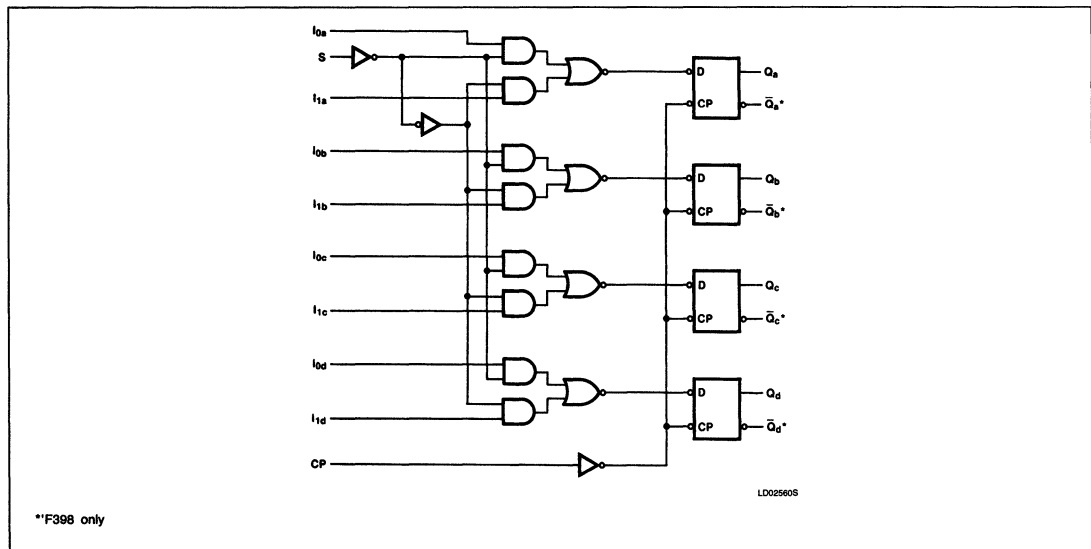 I0a
S
I1a
I0b
I1b
I0c
I1c
I0d
I1d
CP
D
CP
Qa
Q̅a*
D
CP
Qb
Q̅b*
D
CP
Qc
Q̅c*
D
CP
Qd
Q̅d*
LD02560S
*'F398 only